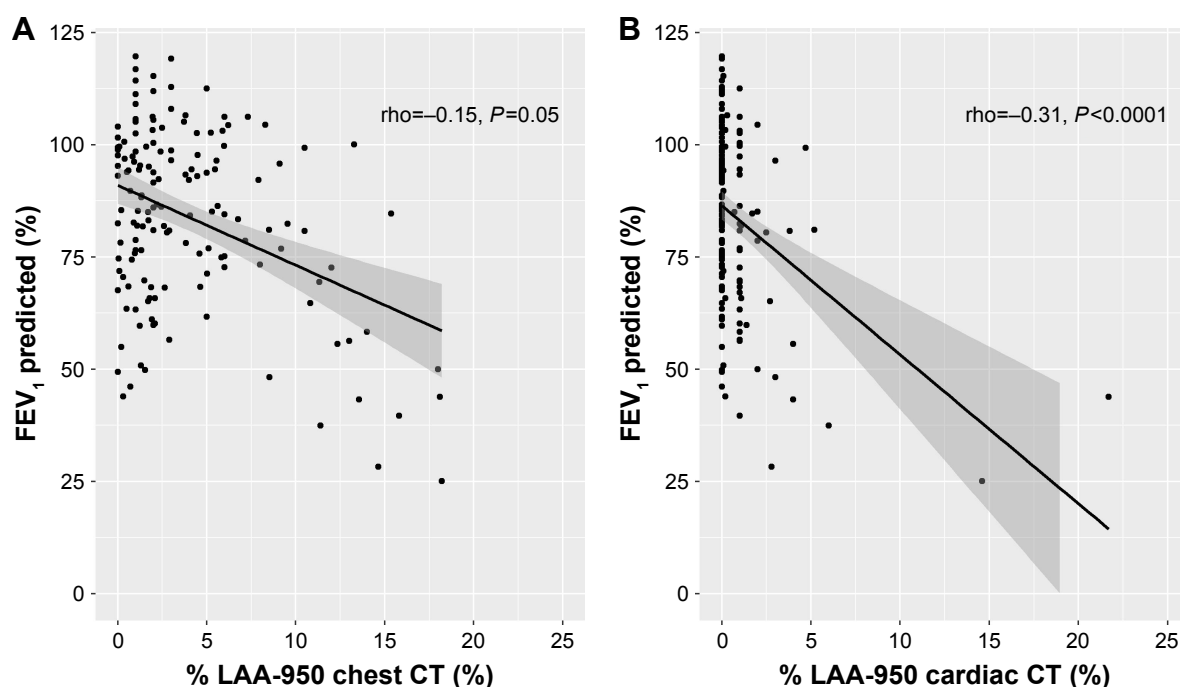 A
FEV1 predicted (%)
125
100
75
50
25
0
rho=–0.15, P=0.05
0 5 10 15 20 25
% LAA-950 chest CT (%)
B
FEV1 predicted (%)
125
100
75
50
25
0
rho=–0.31, P<0.0001
0 5 10 15 20 25
% LAA-950 cardiac CT (%)